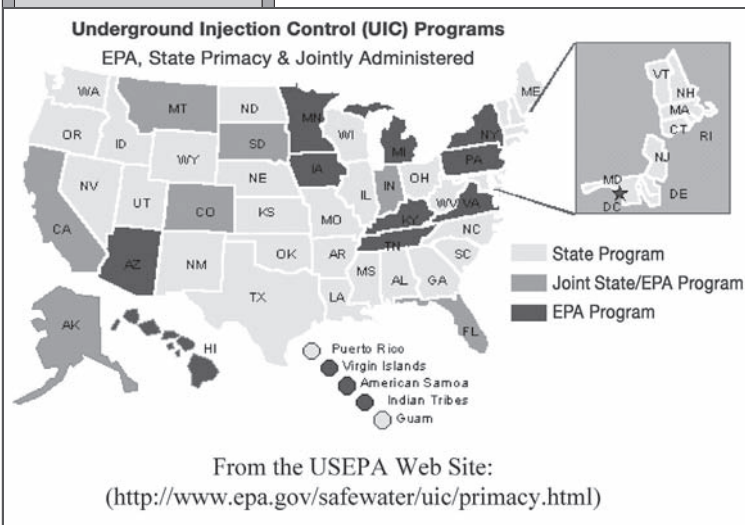 Underground Injection Control (UIC) Programs
EPA, State Primacy & Jointly Administered
WA
MT
ND
MN
OR
ID
SD
WI
MI
NY
ME
WY
IA
PA
NE
NV
UT
CO
KS
IL
IN
OH
WV
VA
CA
MO
KY
NC
AZ
NM
OK
AR
TN
SC
TX
MS
AL
GA
LA
FL
AK
HI
VT
NH
MA
CT
RI
NJ
MD
DE
DC
State Program
Joint State/EPA Program
EPA Program
Puerto Rico
Virgin Islands
American Samoa
Indian Tribes
Guam
From the USEPA Web Site:
(http://www.epa.gov/safewater/uic/primacy.html)